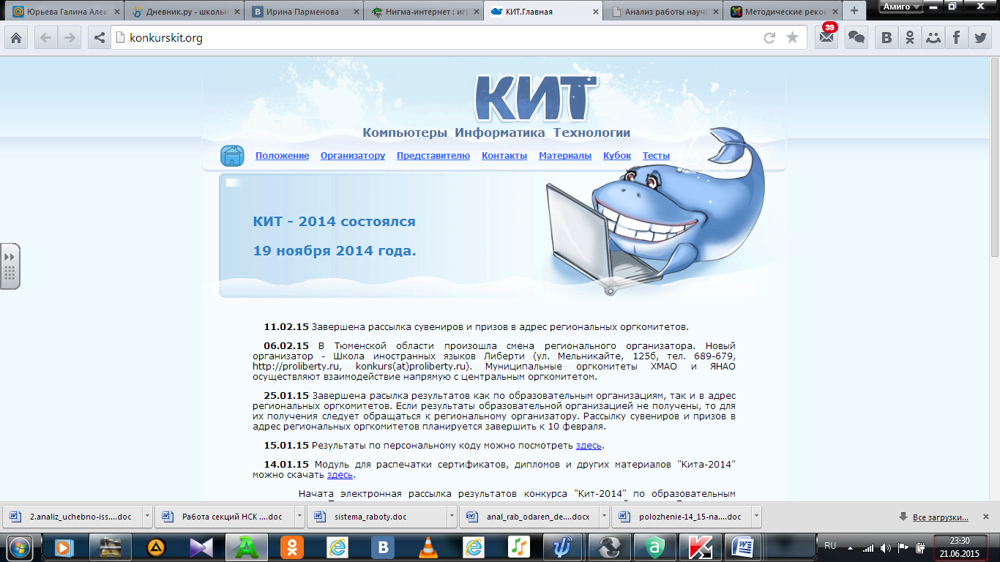 Юрьева Галина Алек
Дневник.ру - школьн
Ирина Парменова
Нигма-интернет : игр
КИТ.Главная
Анализ работы научн
Методические реком
Амиго
konkurskit.org
39
КИТ
Компьютеры Информатика Технологии
Положение Организатору Представителю Контакты Материалы Кубок Тесты
КИТ - 2014 состоялся
19 ноября 2014 года.
11.02.15 Завершена рассылка сувениров и призов в адрес региональных оргкомитетов.
06.02.15 В Тюменской области произошла смена регионального организатора. Новый
организатор - Школа иностранных языков Либерти (ул. Мельникайте, 125б, тел. 689-679,
http://proliberty.ru, konkurs(at)proliberty.ru). Муниципальные оргкомитеты ХМАО и ЯНАО
осуществляют взаимодействие напрямую с центральным оргкомитетом.
25.01.15 Завершена расылка результатов как по образовательным организациям, так и в адрес
региональных оргкомитетов. Если результаты образовательной организацией не получены, то для
их получения следует обращаться к региональному организатору. Рассылку сувениров и призов в
адрес региональных оргкомитетов планируется завершить к 10 февраля.
15.01.15 Результаты по персональному коду можно посмотреть здесь.
14.01.15 Модуль для распечатки сертификатов, дипломов и других материалов "Кита-2014"
можно скачать здесь.
Начата электронная рассылка результатов конкурса "Кит-2014" по образовательным
2.analiz_uchebno-iss....doc
Работа секций НСК ....doc
sistema_raboty.doc
anal_rab_odaren_de....docx
polozhenie-14_15-na....doc
Все загрузки...
RU
23:30
21.06.2015